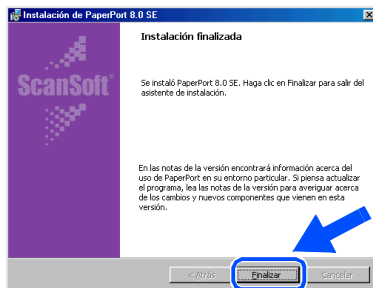 Instalación de PaperPort 8.0 SE
Instalación finalizada
ScanSoft®
Se instaló PaperPort 8.0 SE. Haga clic en Finalizar para salir del
asistente de instalación.
En las notas de la versión encontrará información acerca del
uso de PaperPort en su entorno particular. Si piensa actualizar
el programa, lea las notas de la versión para averiguar acerca
de los cambios y nuevos componentes que vienen en esta
versión.
< Atrás Finalizar Cancelar